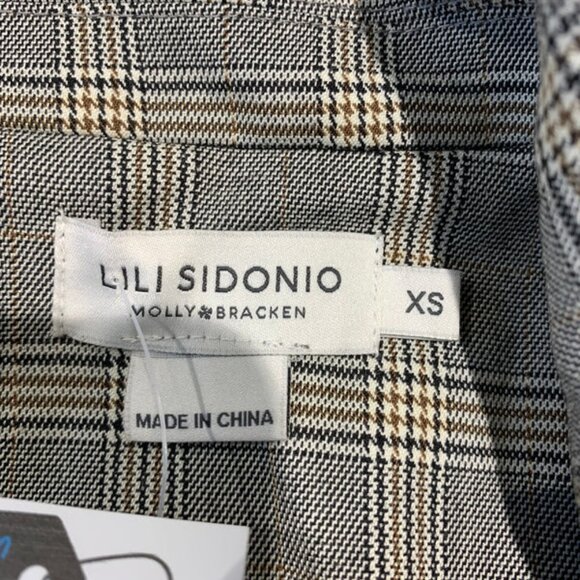 LILI SIDONIO
MOLLY BRACKEN
XS
MADE IN CHINA